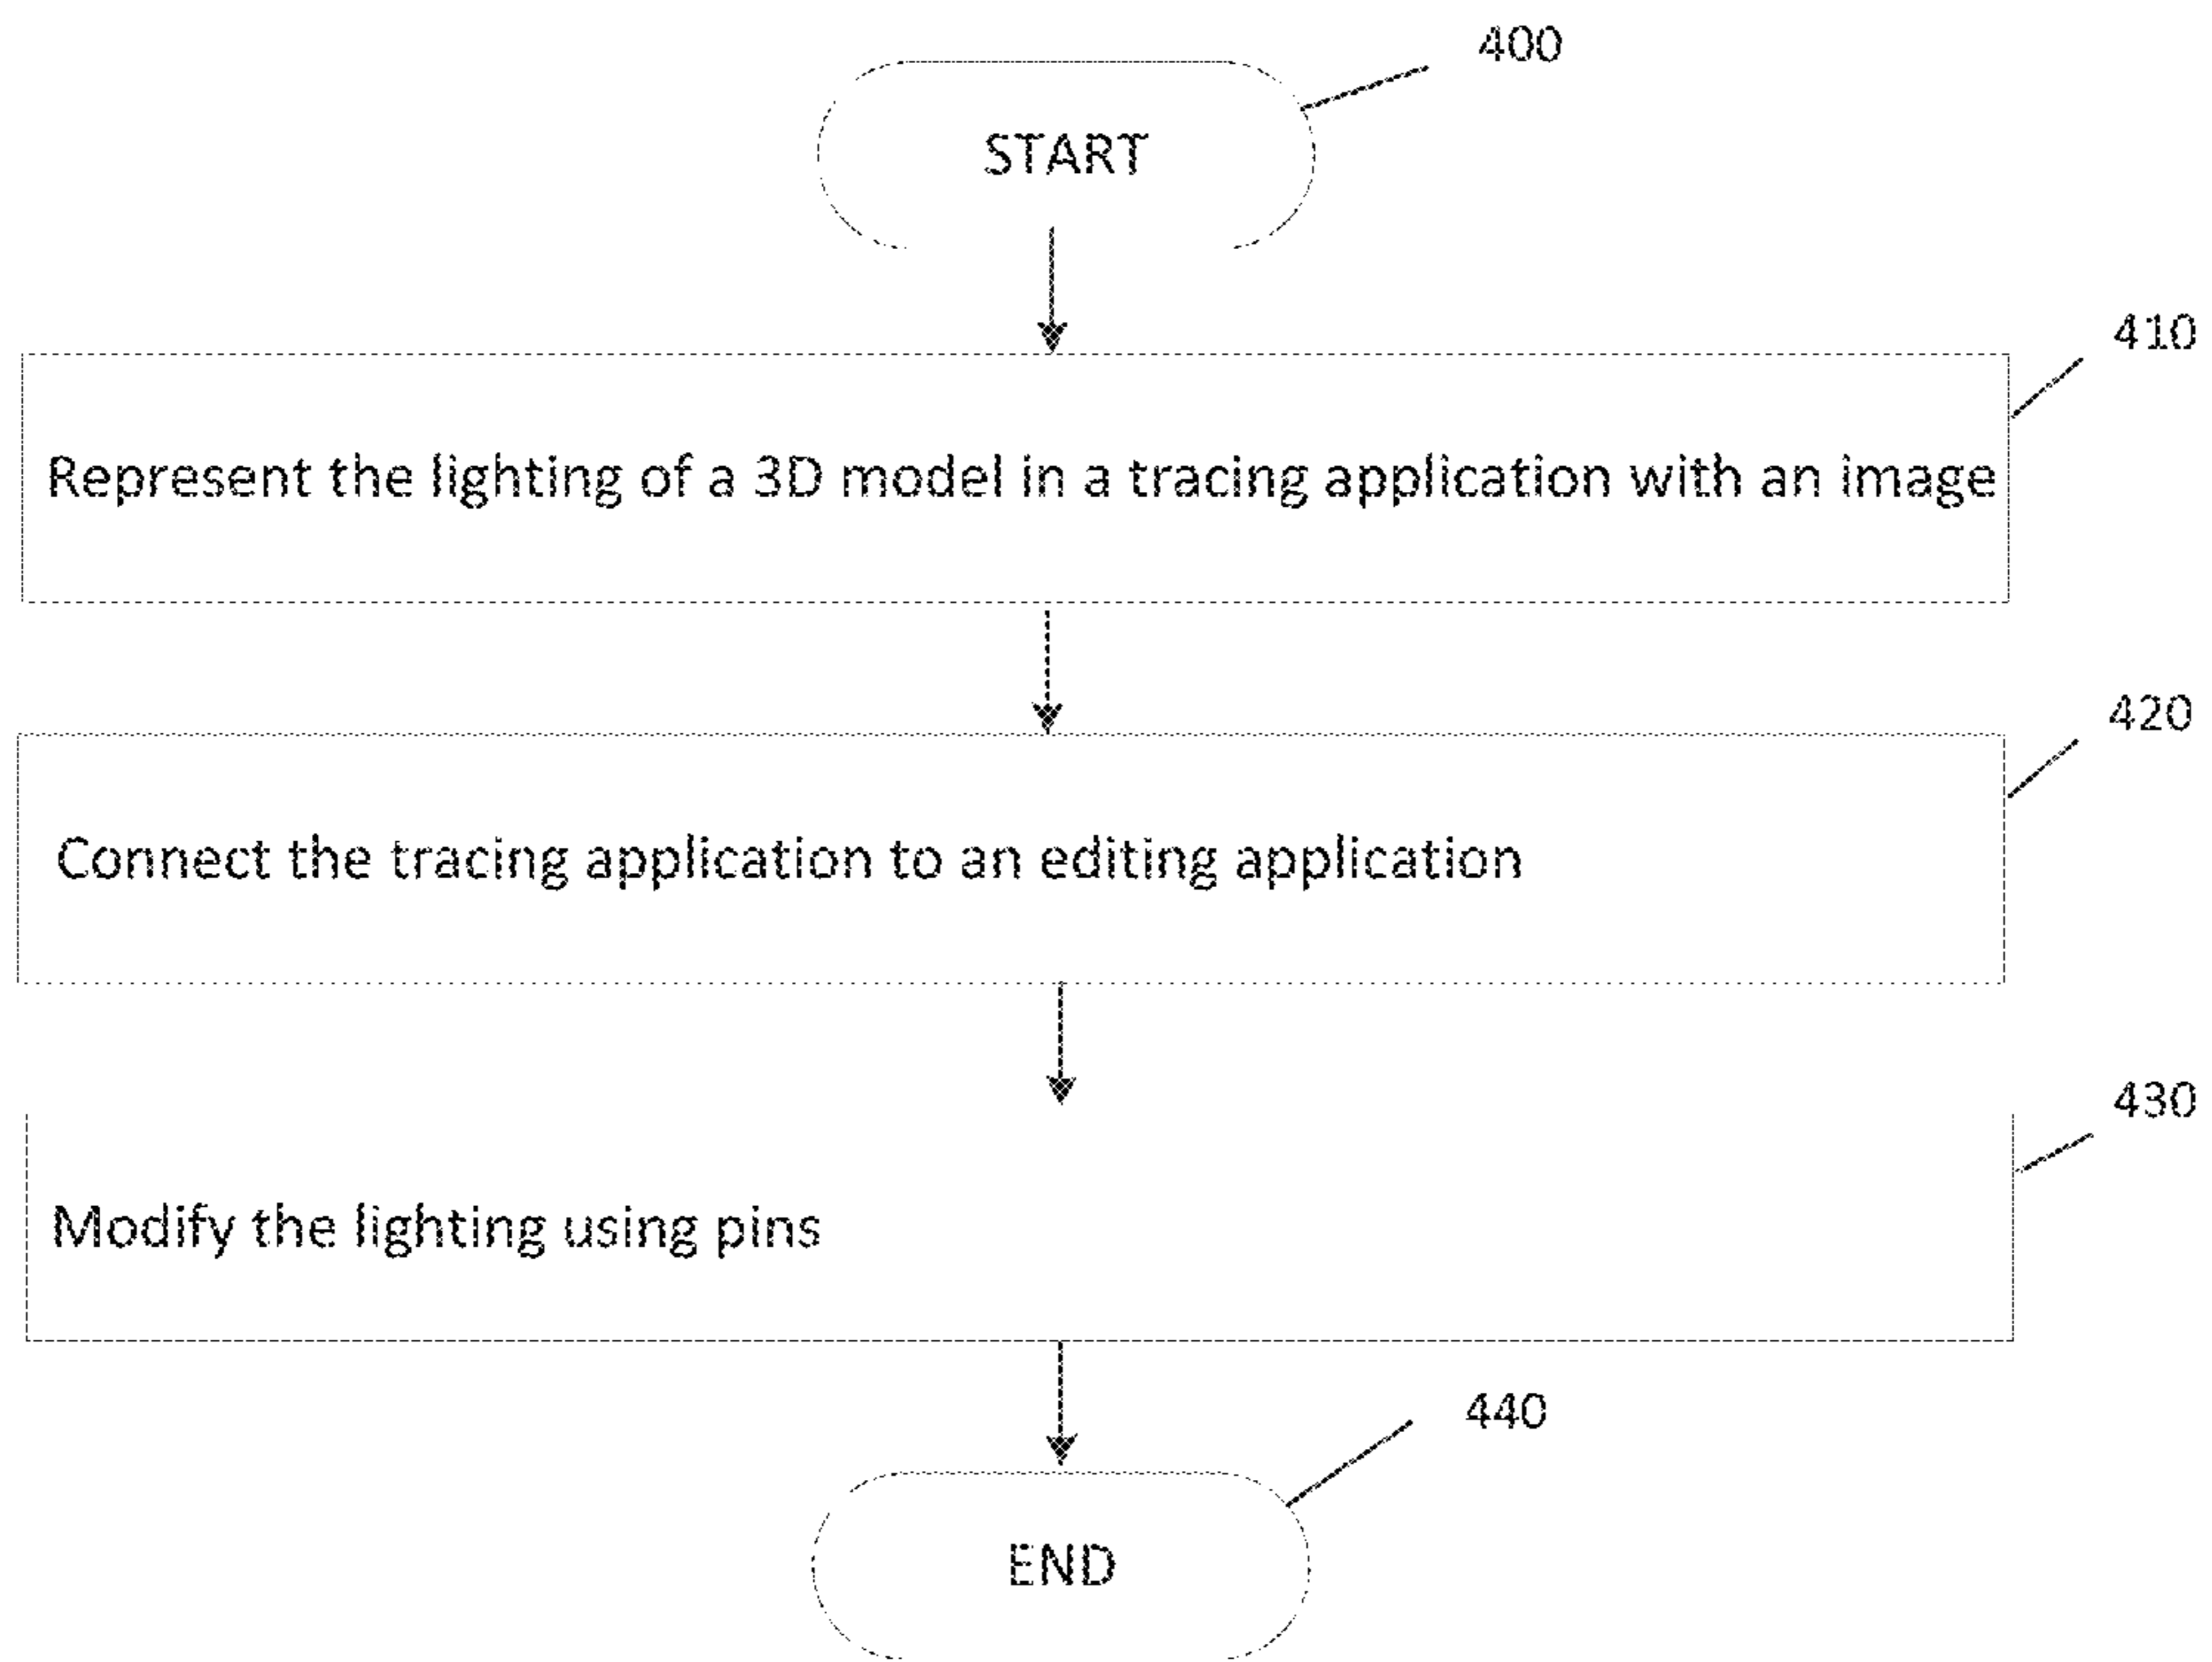 400
START
410
Represent the lighting of a 3D model in a tracing application with an image
420
Connect the tracing application to an editing application
430
Modify the lighting using pins
440
END